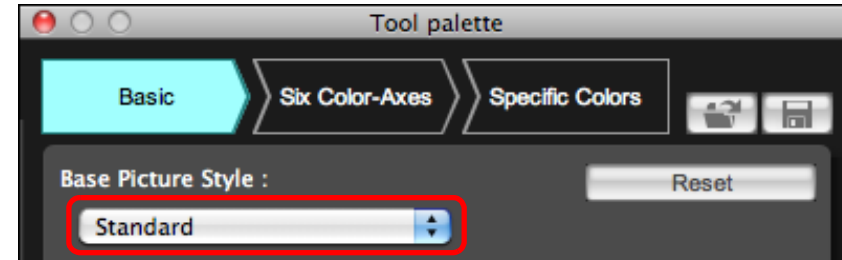 Tool palette
Basic Six Color-Axes Specific Colors
Base Picture Style : Reset
Standard